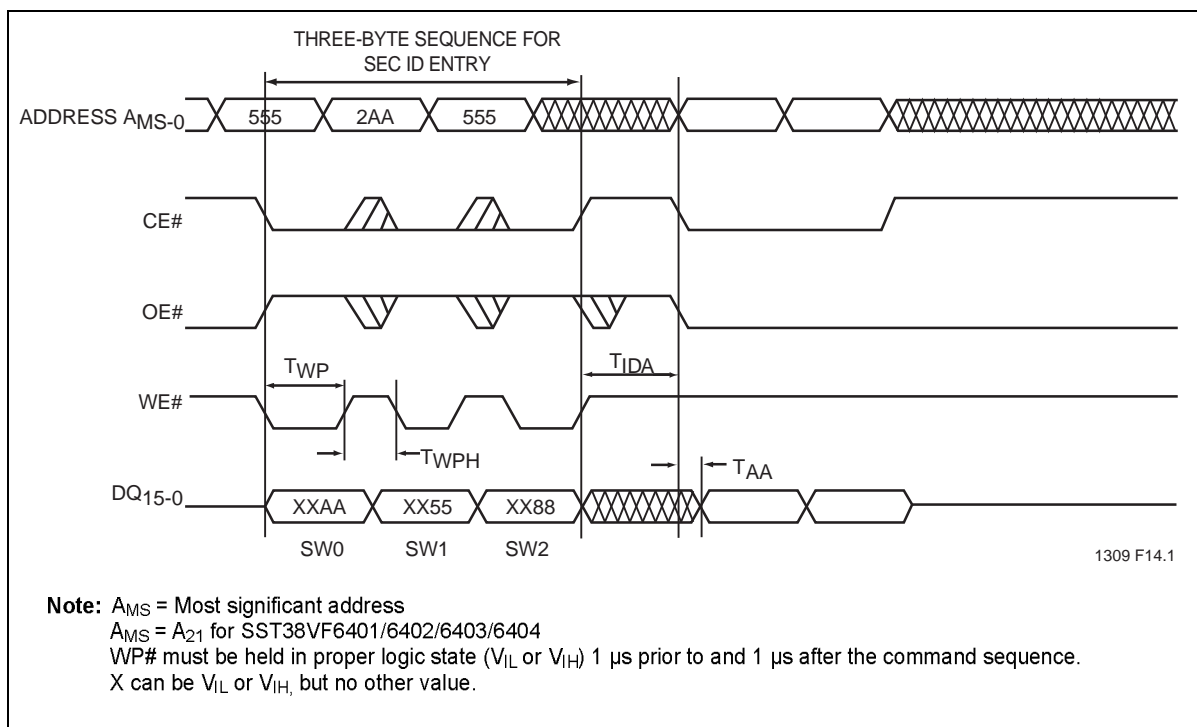 THREE-BYTE SEQUENCE FOR
SEC ID ENTRY
ADDRESS AMS-0
555 2AA 555
CE#
OE#
TWP
TIDA
WE#
TWPH
TAA
DQ15-0
XXAA XX55 XX88
SW0 SW1 SW2
1309 F14.1
Note: AMS = Most significant address
AMS = A21 for SST38VF6401/6402/6403/6404
WP# must be held in proper logic state (VIL or VIH) 1 µs prior to and 1 µs after the command sequence.
X can be VIL or VIH, but no other value.